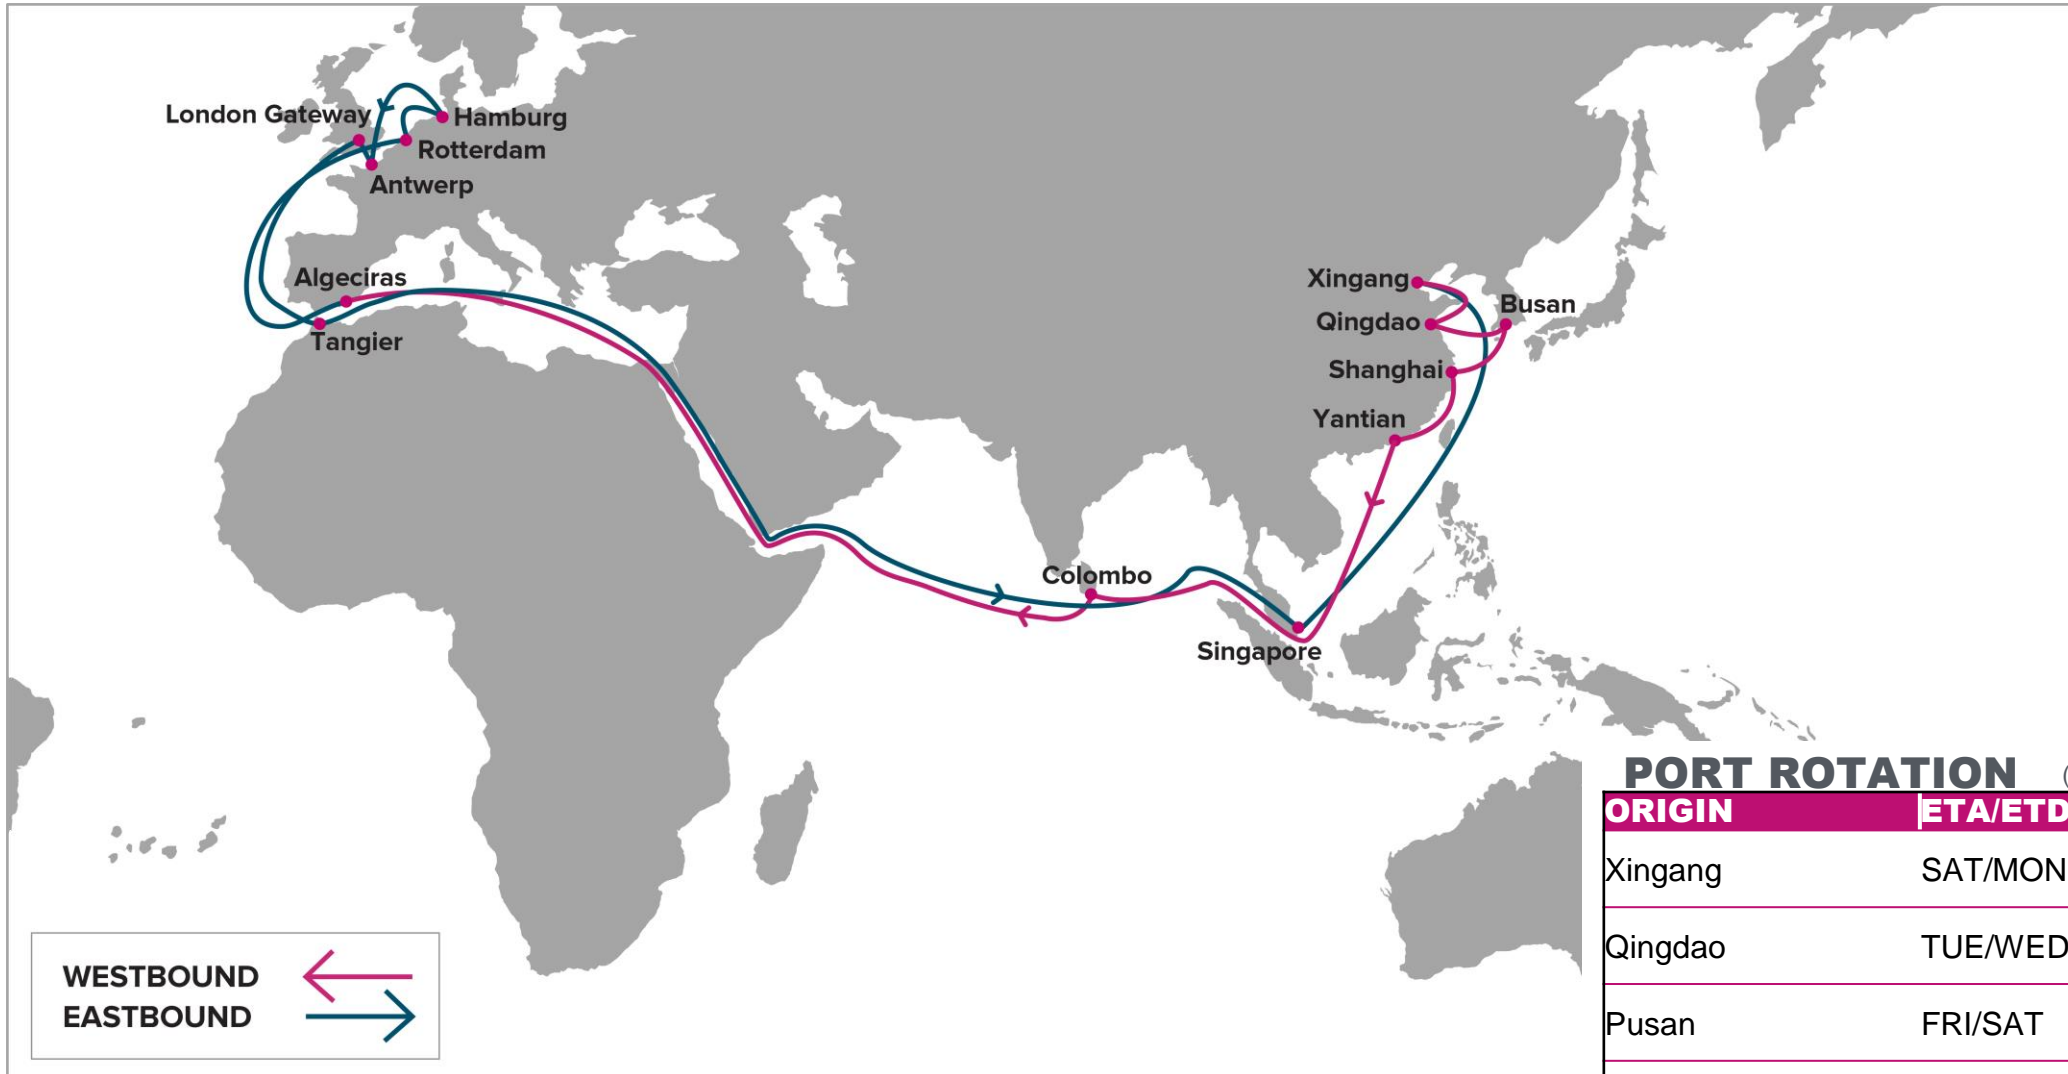 London Gateway
Hamburg
Rotterdam
Antwerp
Algeciras
Tangier
Xingang
Busan
Qingdao
Shanghai
Yantian
Colombo
Singapore
WESTBOUND
EASTBOUND
PORT ROTATION (
ORIGIN ETA/ETD
Xingang SAT/MON
Qingdao TUE/WED
Pusan FRI/SAT